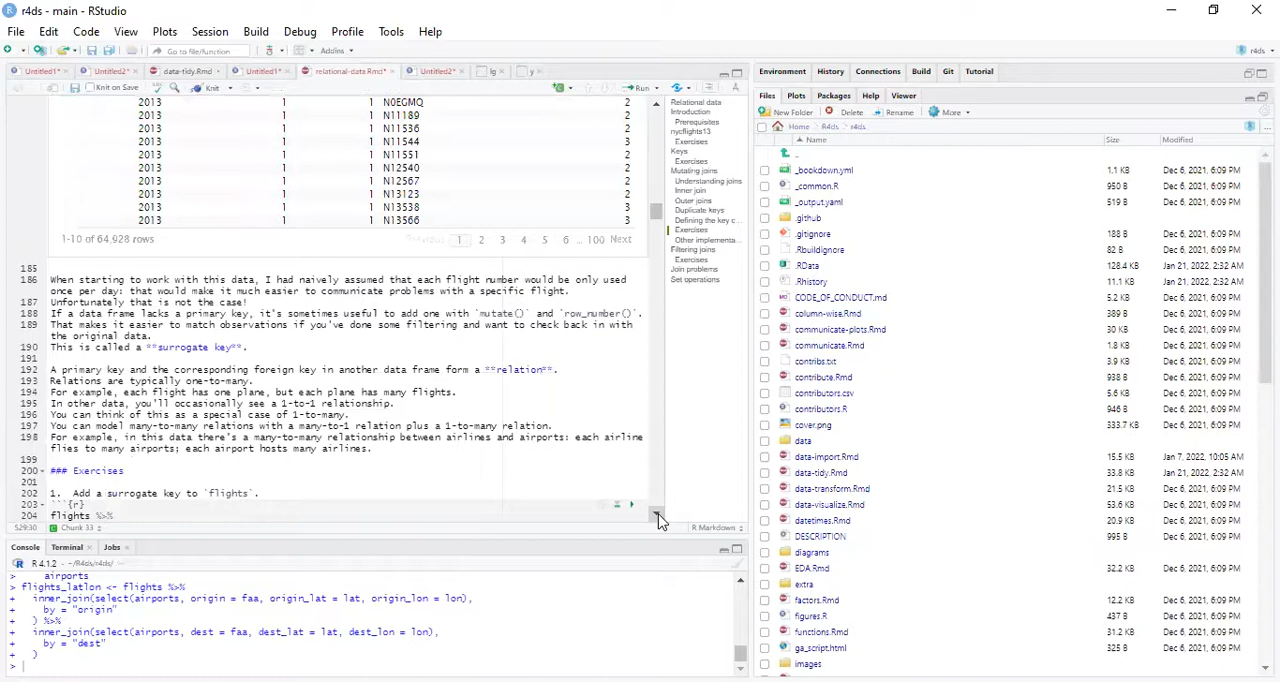 r4ds - main - RStudio
File Edit Code View Plots Session Build Debug Profile Tools Help
Go to file/function Addins r4ds
Untitled1* Untitled2* data-tidy.Rmd Untitled1* relational-data.Rmd* Untitled2* lg y
Knit on Save Knit Run
2013 1 1 N0EGMQ 2
2013 1 1 N11189 2
2013 1 1 N11536 2
2013 1 1 N11544 3
2013 1 1 N11551 2
2013 1 1 N12540 2
2013 1 1 N12567 2
2013 1 1 N13123 2
2013 1 1 N13538 3
2013 1 1 N13566 3
1-10 of 64,928 rows Previous 1 2 3 4 5 6 ... 100 Next
185
186 When starting to work with this data, I had naively assumed that each flight number would be only used
once per day: that would make it much easier to communicate problems with a specific flight.
187 Unfortunately that is not the case!
188 If a data frame lacks a primary key, it's sometimes useful to add one with `mutate()` and `row_number()`.
189 That makes it easier to match observations if you've done some filtering and want to check back in with
the original data.
190 This is called a **surrogate key**.
191
192 A primary key and the corresponding foreign key in another data frame form a **relation**.
193 Relations are typically one-to-many.
194 For example, each flight has one plane, but each plane has many flights.
195 In other data, you'll occasionally see a 1-to-1 relationship.
196 You can think of this as a special case of 1-to-many.
197 You can model many-to-many relations with a many-to-1 relation plus a 1-to-many relation.
198 For example, in this data there's a many-to-many relationship between airlines and airports: each airline
flies to many airports; each airport hosts many airlines.
199
200 ### Exercises
201
202 1. Add a surrogate key to `flights`.
203 ```{r}
204 flights %>%
529:30 Chunk 33 R Markdown
Relational data
Introduction
Prerequisites
nycflights13
Exercises
Keys
Exercises
Mutating joins
Understanding joins
Inner join
Outer joins
Duplicate keys
Defining the key c...
Exercises
Other implementa...
Filtering joins
Exercises
Join problems
Set operations
Console Terminal Jobs
R 4.1.2 · ~/R4ds/r4ds/
> airports
> flights_latlon <- flights %>%
+ inner_join(select(airports, origin = faa, origin_lat = lat, origin_lon = lon),
+ by = "origin"
+ ) %>%
+ inner_join(select(airports, dest = faa, dest_lat = lat, dest_lon = lon),
+ by = "dest"
+ )
>
Environment History Connections Build Git Tutorial
Files Plots Packages Help Viewer
New Folder Delete Rename More
Home R4ds r4ds ...
Name Size Modified
..
_bookdown.yml 1.1 KB Dec 6, 2021, 6:09 PM
_common.R 950 B Dec 6, 2021, 6:09 PM
_output.yaml 519 B Dec 6, 2021, 6:09 PM
.github
.gitignore 188 B Dec 6, 2021, 6:09 PM
.Rbuildignore 82 B Dec 6, 2021, 6:09 PM
.RData 128.4 KB Jan 21, 2022, 2:32 AM
.Rhistory 11.1 KB Jan 21, 2022, 2:32 AM
CODE_OF_CONDUCT.md 5.2 KB Dec 6, 2021, 6:09 PM
column-wise.Rmd 389 B Dec 6, 2021, 6:09 PM
communicate-plots.Rmd 30 KB Dec 6, 2021, 6:09 PM
communicate.Rmd 1.8 KB Dec 6, 2021, 6:09 PM
contribs.txt 3.9 KB Dec 6, 2021, 6:09 PM
contribute.Rmd 938 B Dec 6, 2021, 6:09 PM
contributors.csv 5.6 KB Dec 6, 2021, 6:09 PM
contributors.R 946 B Dec 6, 2021, 6:09 PM
cover.png 333.7 KB Dec 6, 2021, 6:09 PM
data
data-import.Rmd 15.5 KB Jan 7, 2022, 10:05 AM
data-tidy.Rmd 33.8 KB Jan 21, 2022, 2:32 AM
data-transform.Rmd 21.5 KB Dec 6, 2021, 6:09 PM
data-visualize.Rmd 53.6 KB Dec 6, 2021, 6:09 PM
datetimes.Rmd 20.9 KB Dec 6, 2021, 6:09 PM
DESCRIPTION 995 B Dec 6, 2021, 6:09 PM
diagrams
EDA.Rmd 32.2 KB Dec 6, 2021, 6:09 PM
extra
factors.Rmd 12.2 KB Dec 6, 2021, 6:09 PM
figures.R 437 B Dec 6, 2021, 6:09 PM
functions.Rmd 31.2 KB Dec 6, 2021, 6:09 PM
ga_script.html 325 B Dec 6, 2021, 6:09 PM
images